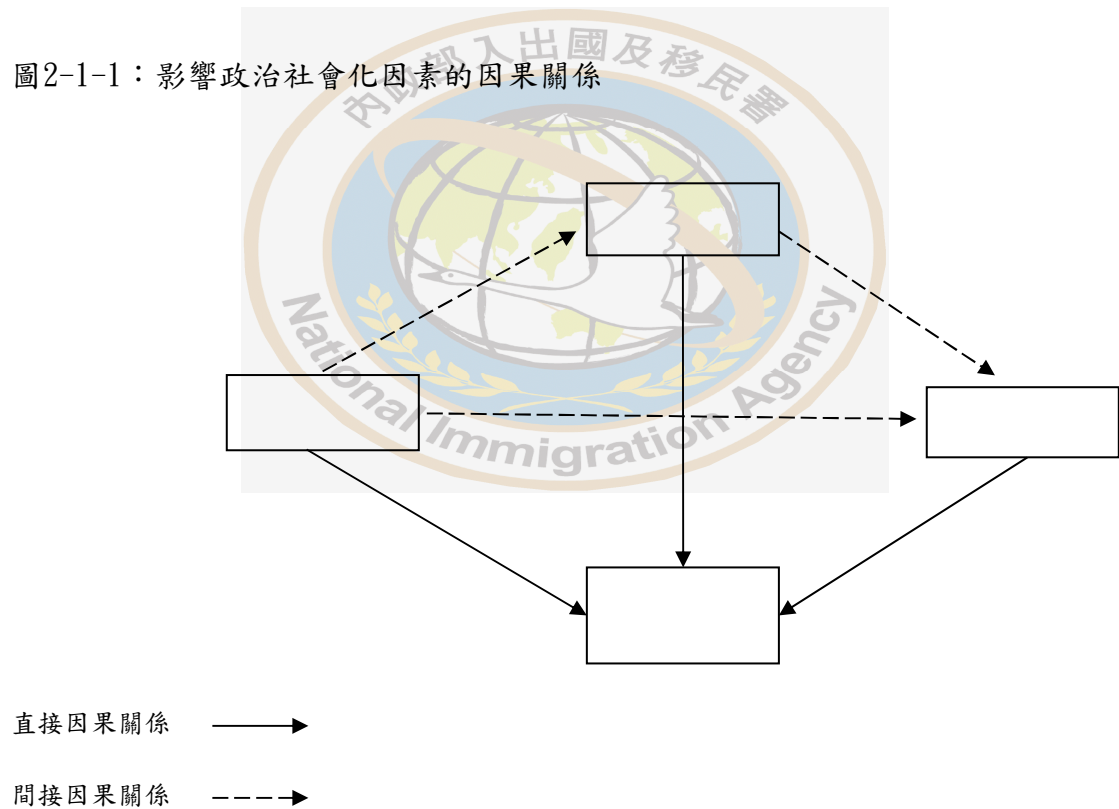 圖2-1-1：影響政治社會化因素的因果關係
內政部入出國及移民署
National Immigration Agency
直接因果關係
間接因果關係